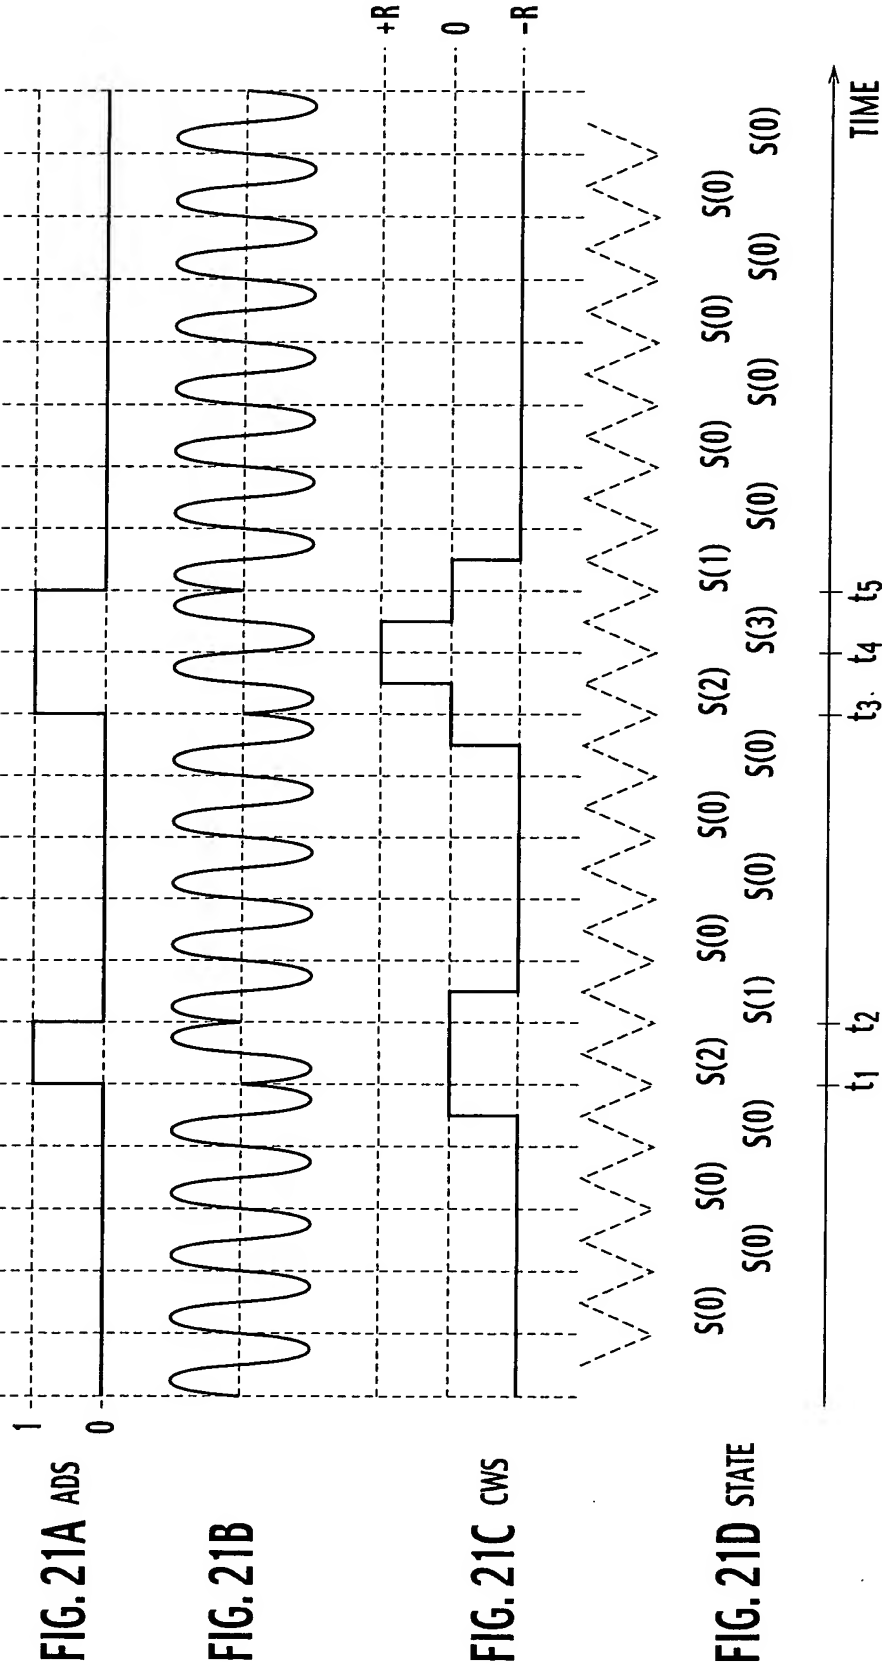 FIG. 21A ADS
1
0
FIG. 21B
FIG. 21C CWS
+R
0
-R
FIG. 21D STATE
S(0) S(0) S(2) S(0) S(0) S(2) S(1) S(0) S(0) S(0)
S(0) S(0) S(1) S(0) S(0) S(3) S(0) S(0) S(0) S(0)
t1 t2 t3 t4 t5
TIME